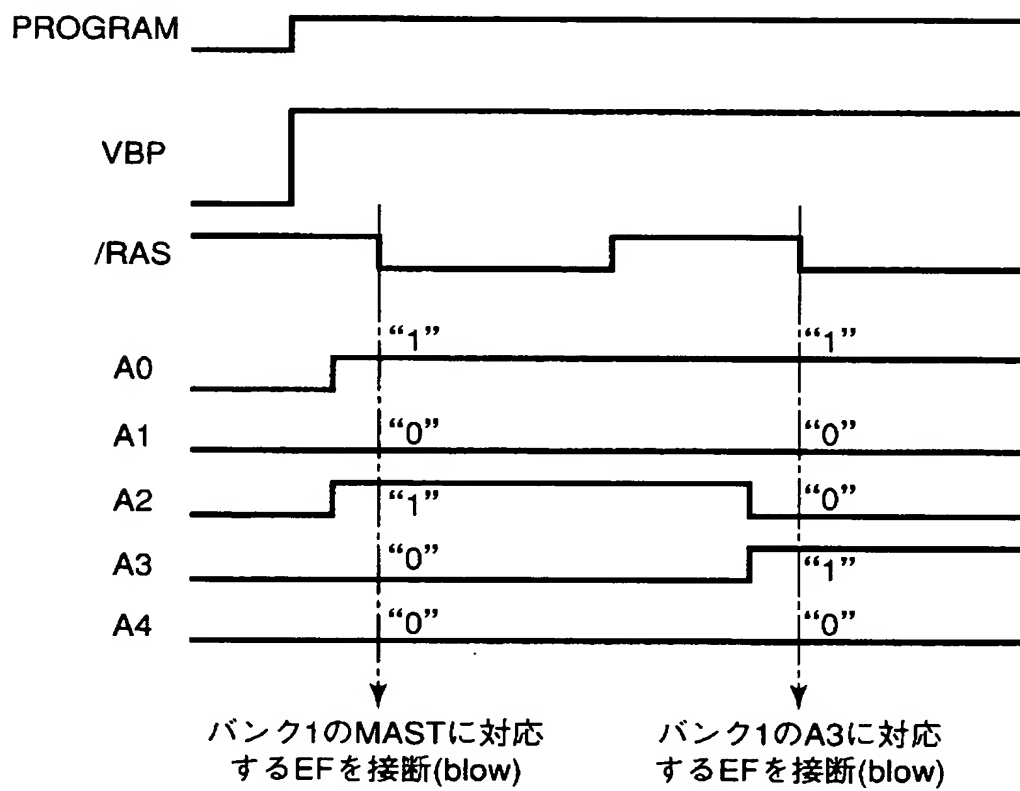 PROGRAM
VBP
/RAS
A0
“1”
“1”
A1
“0”
“0”
A2
“1”
“0”
A3
“0”
“1”
A4
“0”
“0”
バンク1のMASTに対応
するEFを接断(blow)
バンク1のA3に対応
するEFを接断(blow)